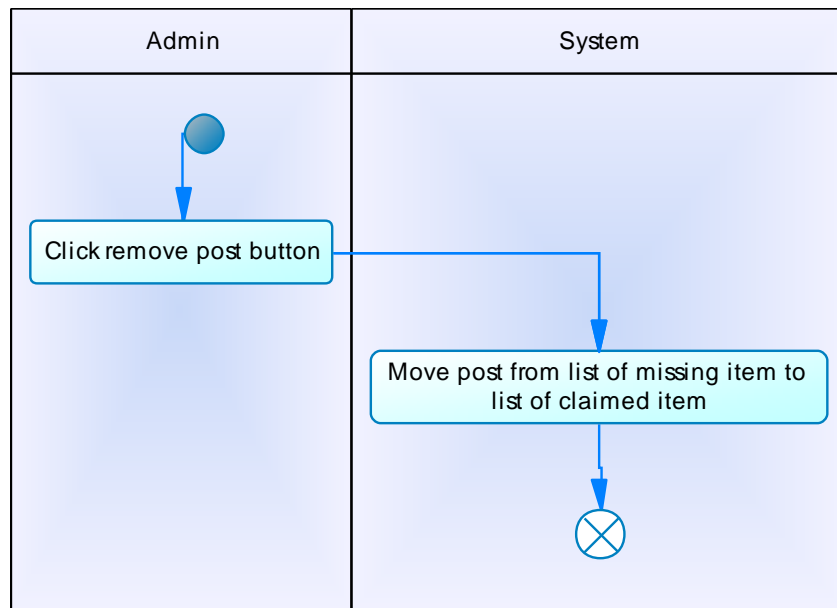 Admin
System
Click remove post button
Move post from list of missing item to
list of claimed item